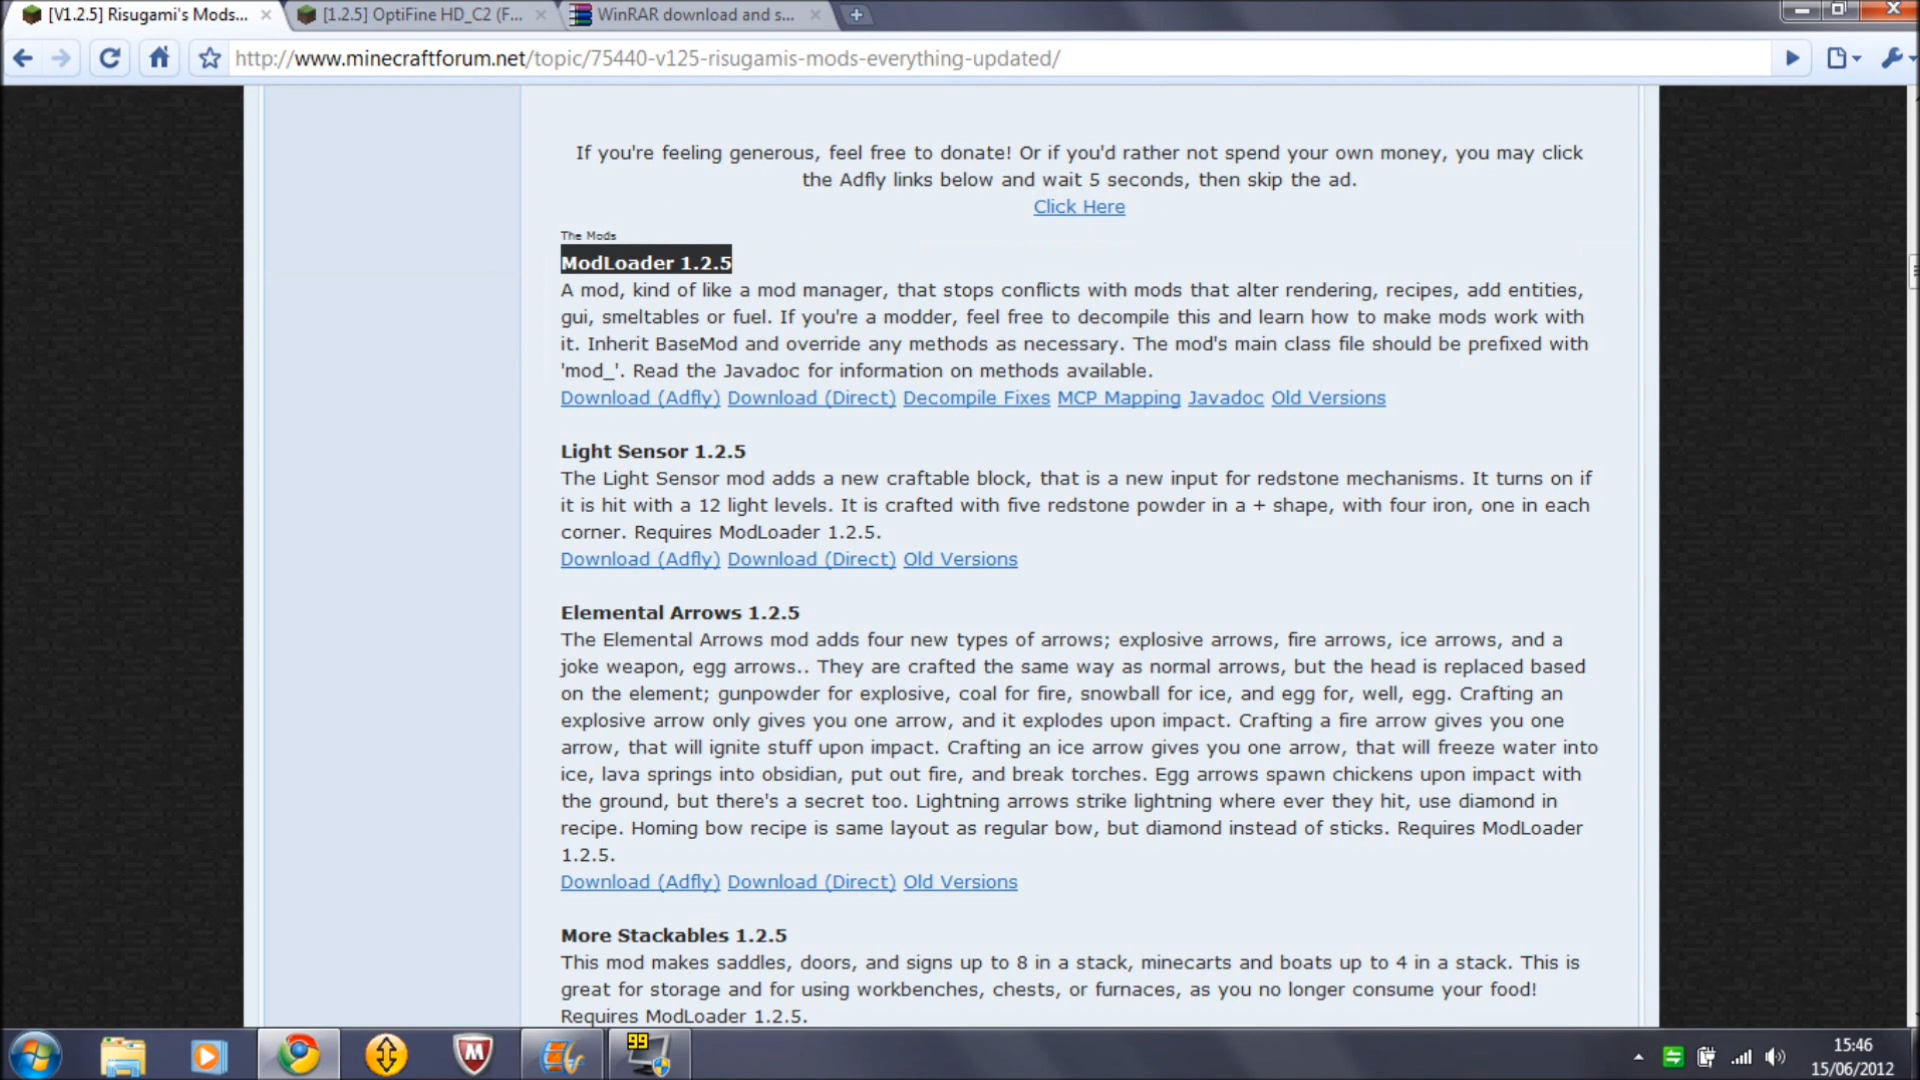 [V1.2.5] Risugami's Mods...
[1.2.5] OptiFine HD_C2 (F...
WinRAR download and s...
http://www.minecraftforum.net/topic/75440-v125-risugamis-mods-everything-updated/
If you're feeling generous, feel free to donate! Or if you'd rather not spend your own money, you may click
the Adfly links below and wait 5 seconds, then skip the ad.
Click Here
The Mods
ModLoader 1.2.5
A mod, kind of like a mod manager, that stops conflicts with mods that alter rendering, recipes, add entities,
gui, smeltables or fuel. If you're a modder, feel free to decompile this and learn how to make mods work with
it. Inherit BaseMod and override any methods as necessary. The mod's main class file should be prefixed with
'mod_'. Read the Javadoc for information on methods available.
Download (Adfly) Download (Direct) Decompile Fixes MCP Mapping Javadoc Old Versions
Light Sensor 1.2.5
The Light Sensor mod adds a new craftable block, that is a new input for redstone mechanisms. It turns on if
it is hit with a 12 light levels. It is crafted with five redstone powder in a + shape, with four iron, one in each
corner. Requires ModLoader 1.2.5.
Download (Adfly) Download (Direct) Old Versions
Elemental Arrows 1.2.5
The Elemental Arrows mod adds four new types of arrows; explosive arrows, fire arrows, ice arrows, and a
joke weapon, egg arrows.. They are crafted the same way as normal arrows, but the head is replaced based
on the element; gunpowder for explosive, coal for fire, snowball for ice, and egg for, well, egg. Crafting an
explosive arrow only gives you one arrow, and it explodes upon impact. Crafting a fire arrow gives you one
arrow, that will ignite stuff upon impact. Crafting an ice arrow gives you one arrow, that will freeze water into
ice, lava springs into obsidian, put out fire, and break torches. Egg arrows spawn chickens upon impact with
the ground, but there's a secret too. Lightning arrows strike lightning where ever they hit, use diamond in
recipe. Homing bow recipe is same layout as regular bow, but diamond instead of sticks. Requires ModLoader
1.2.5.
Download (Adfly) Download (Direct) Old Versions
More Stackables 1.2.5
This mod makes saddles, doors, and signs up to 8 in a stack, minecarts and boats up to 4 in a stack. This is
great for storage and for using workbenches, chests, or furnaces, as you no longer consume your food!
Requires ModLoader 1.2.5.
99
15:46
15/06/2012